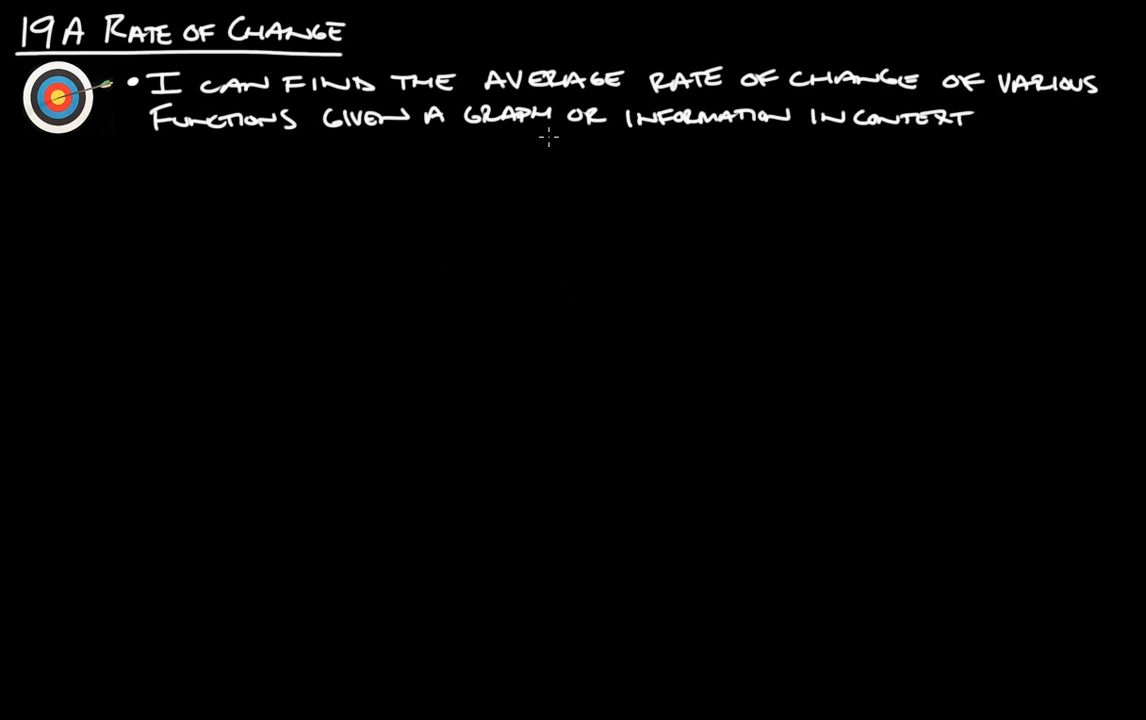 19A RATE OF CHANGE
• I CAN FIND THE AVERAGE RATE OF CHANGE OF VARIOUS
FUNCTIONS GIVEN A GRAPH OR INFORMATION IN CONTEXT